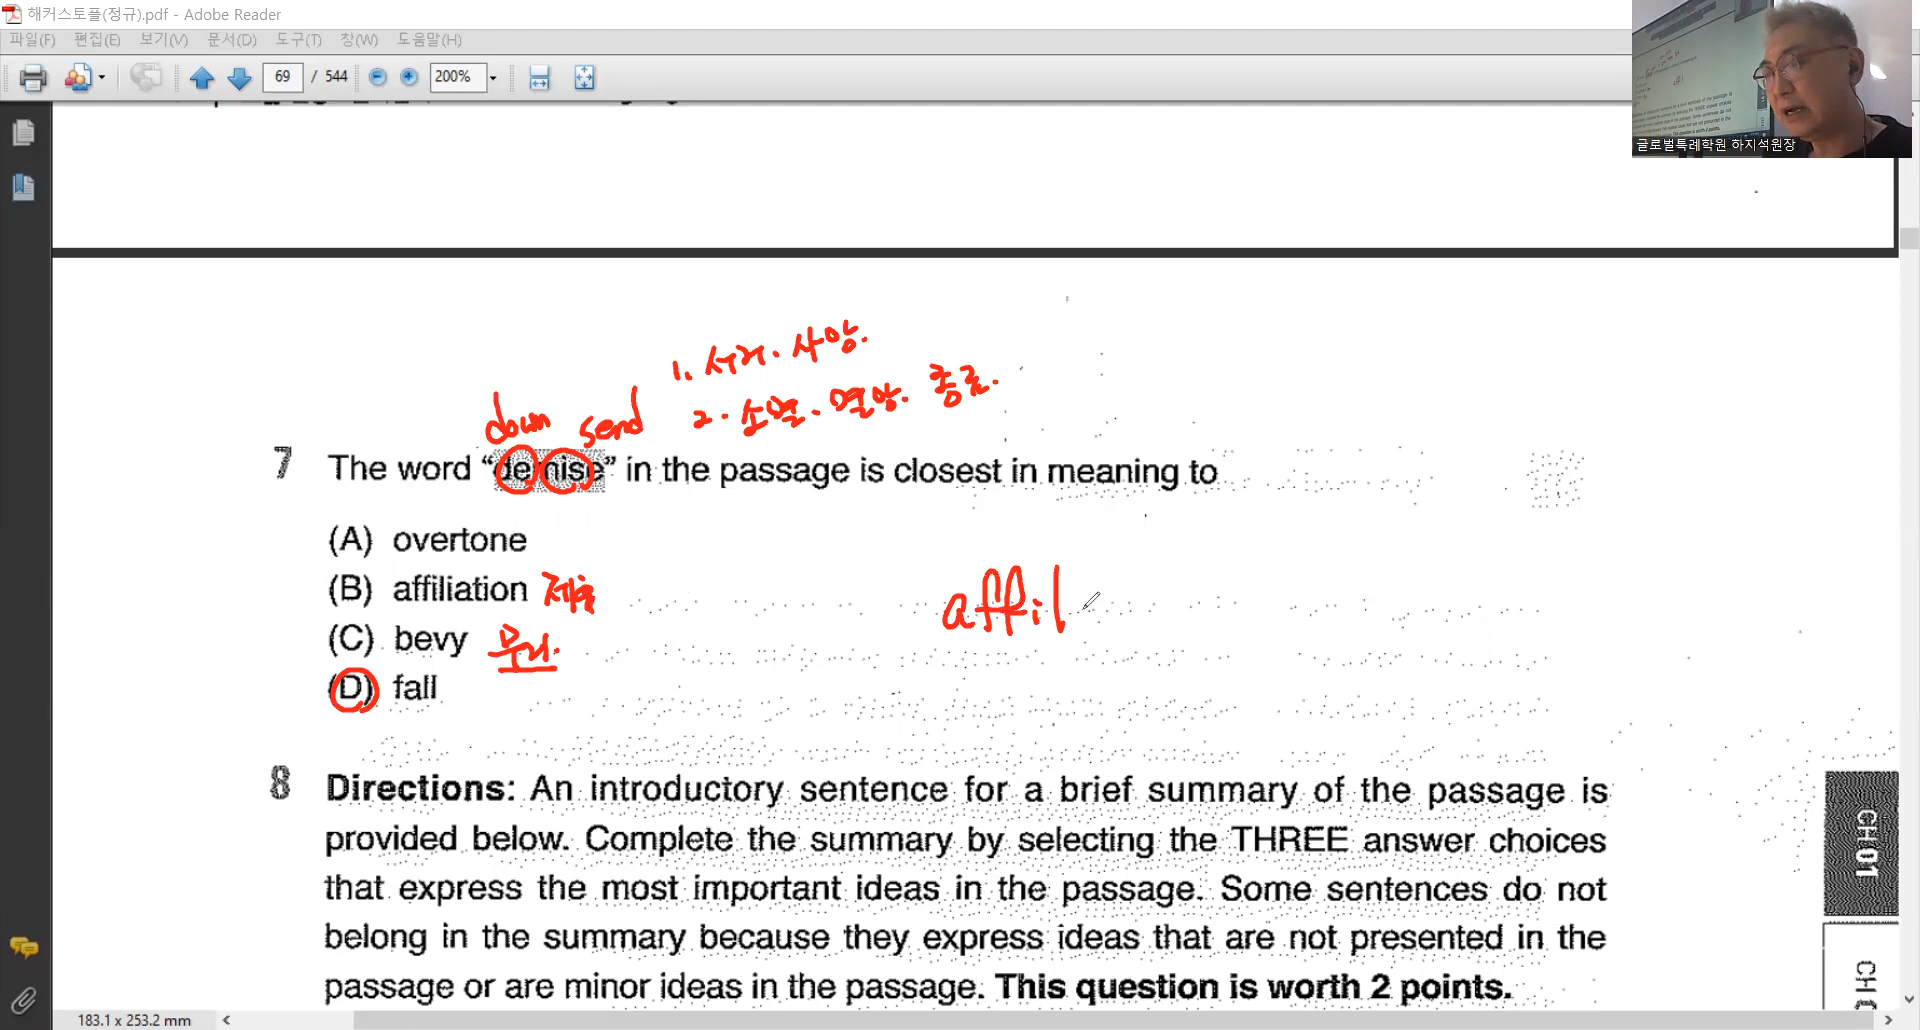 해커스토플(정규).pdf - Adobe Reader
파일(F) 편집(E) 보기(V) 문서(D) 도구(T) 창(W) 도움말(H)
69 / 544 200%
글로벌특례학원 하지석원장
1. 서거. 사망.
2. 소멸. 멸망. 종료.
down send
7 The word “demise” in the passage is closest in meaning to
(A) overtone
(B) affiliation 제휴
affil
(C) bevy 무리.
(D) fall
8 Directions: An introductory sentence for a brief summary of the passage is
provided below. Complete the summary by selecting the THREE answer choices
that express the most important ideas in the passage. Some sentences do not
belong in the summary because they express ideas that are not presented in the
passage or are minor ideas in the passage. This question is worth 2 points.
CH 01
CH
183.1 x 253.2 mm